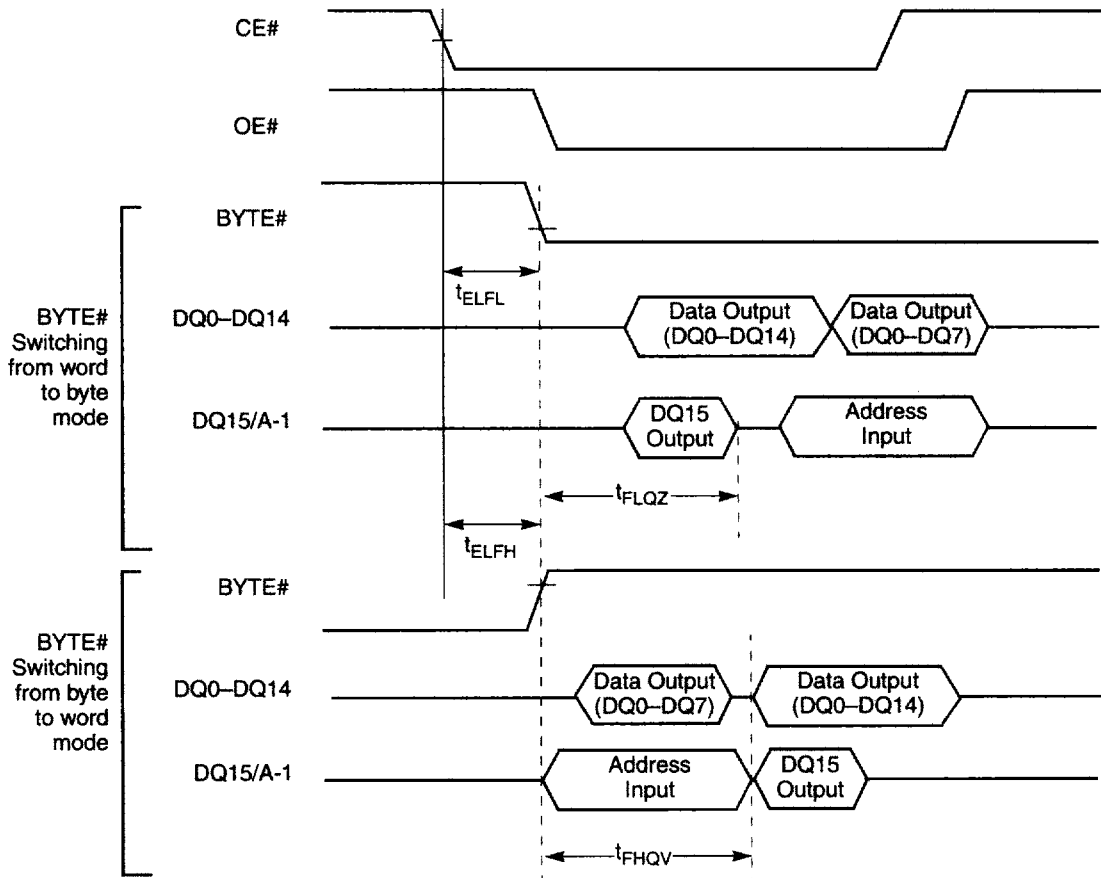 CE#
OE#
BYTE#
tELFL
BYTE#
Switching
from word
to byte
mode
DQ0–DQ14
Data Output
(DQ0–DQ14)
Data Output
(DQ0–DQ7)
DQ15/A-1
DQ15
Output
Address
Input
tFLQZ
tELFH
BYTE#
BYTE#
Switching
from byte
to word
mode
DQ0–DQ14
Data Output
(DQ0–DQ7)
Data Output
(DQ0–DQ14)
DQ15/A-1
Address
Input
DQ15
Output
tFHQV